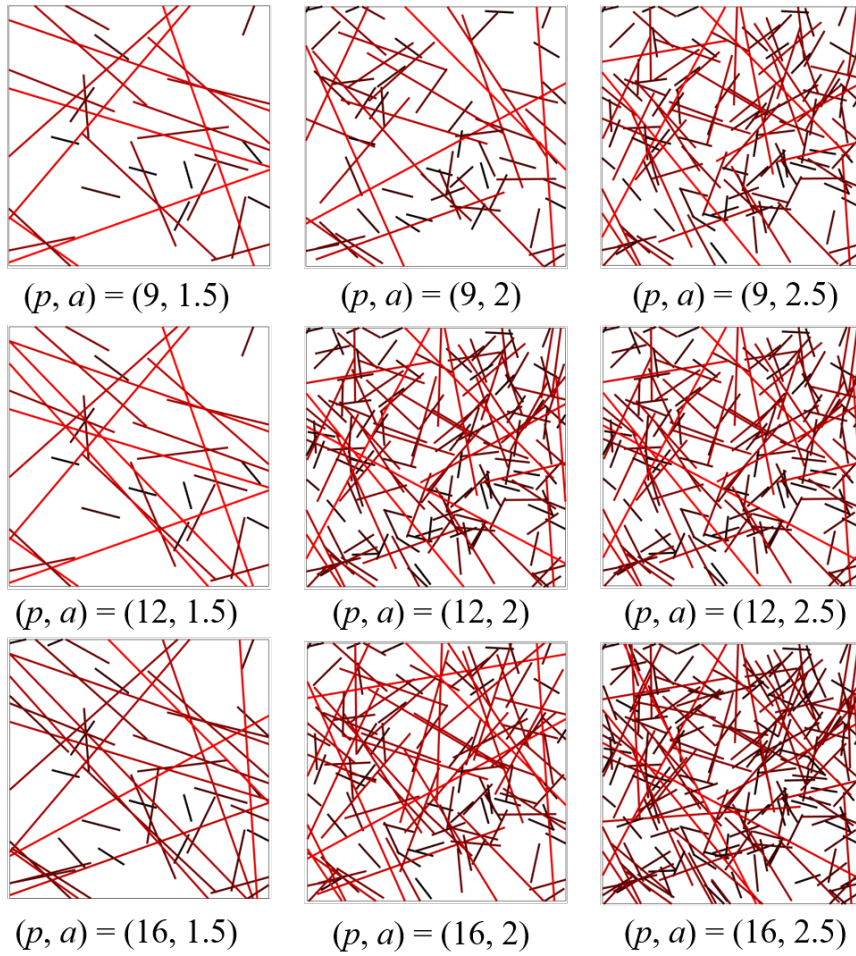 (p, a) = (9, 1.5) (p, a) = (9, 2) (p, a) = (9, 2.5)
(p, a) = (12, 1.5) (p, a) = (12, 2) (p, a) = (12, 2.5)
(p, a) = (16, 1.5) (p, a) = (16, 2) (p, a) = (16, 2.5)